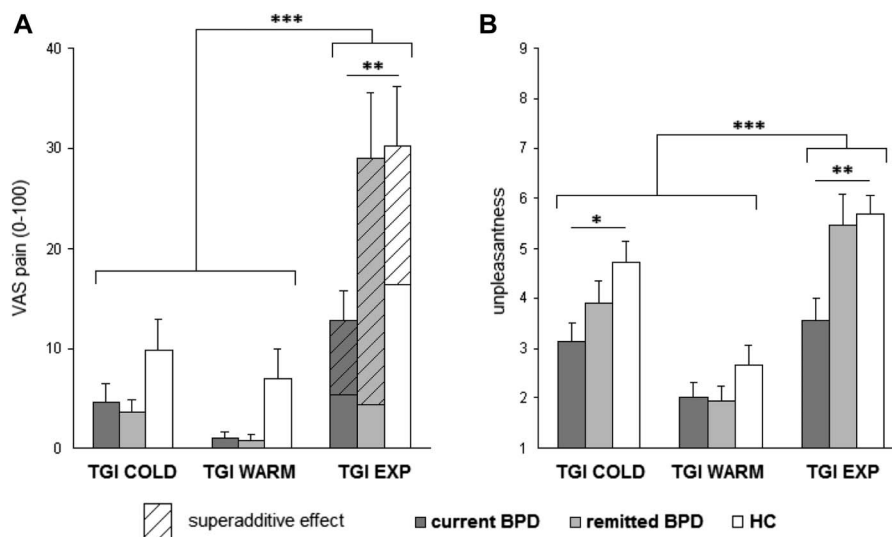 A
***
**
40
30
20
10
0
VAS pain (0-100)
TGI COLD TGI WARM TGI EXP
B
***
**
*
9
8
7
6
5
4
3
2
1
unpleasantness
TGI COLD TGI WARM TGI EXP
superadditive effect current BPD remitted BPD HC